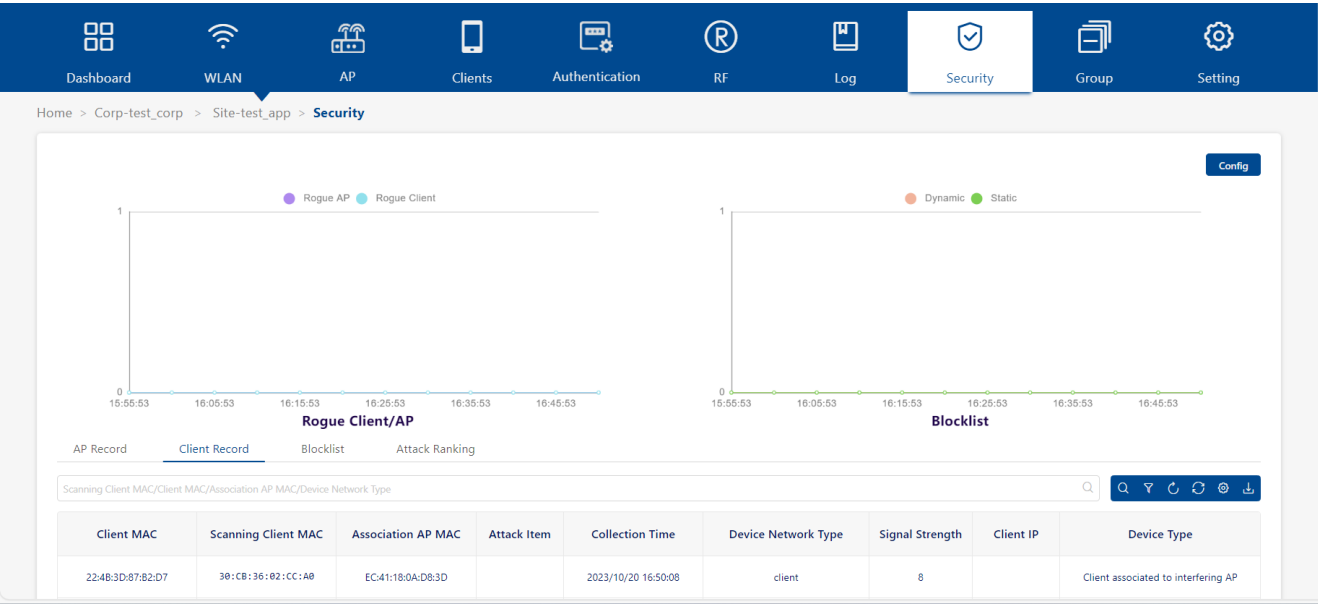 Dashboard WLAN AP Clients Authentication RF Log Security Group Setting
Home > Corp-test_corp > Site-test_app > Security
Config
Rogue AP Rogue Client
1
0
15:55:53 16:05:53 16:15:53 16:25:53 16:35:53 16:45:53
Rogue Client/AP
Dynamic Static
1
0
15:55:53 16:05:53 16:15:53 16:25:53 16:35:53 16:45:53
Blocklist
AP Record Client Record Blocklist Attack Ranking
Scanning Client MAC/Client MAC/Association AP MAC/Device Network Type
Client MAC Scanning Client MAC Association AP MAC Attack Item Collection Time Device Network Type Signal Strength Client IP Device Type
22:4B:3D:87:B2:D7 30:CB:36:02:CC:A0 EC:41:18:0A:D8:3D 2023/10/20 16:50:08 client 8 Client associated to interfering AP